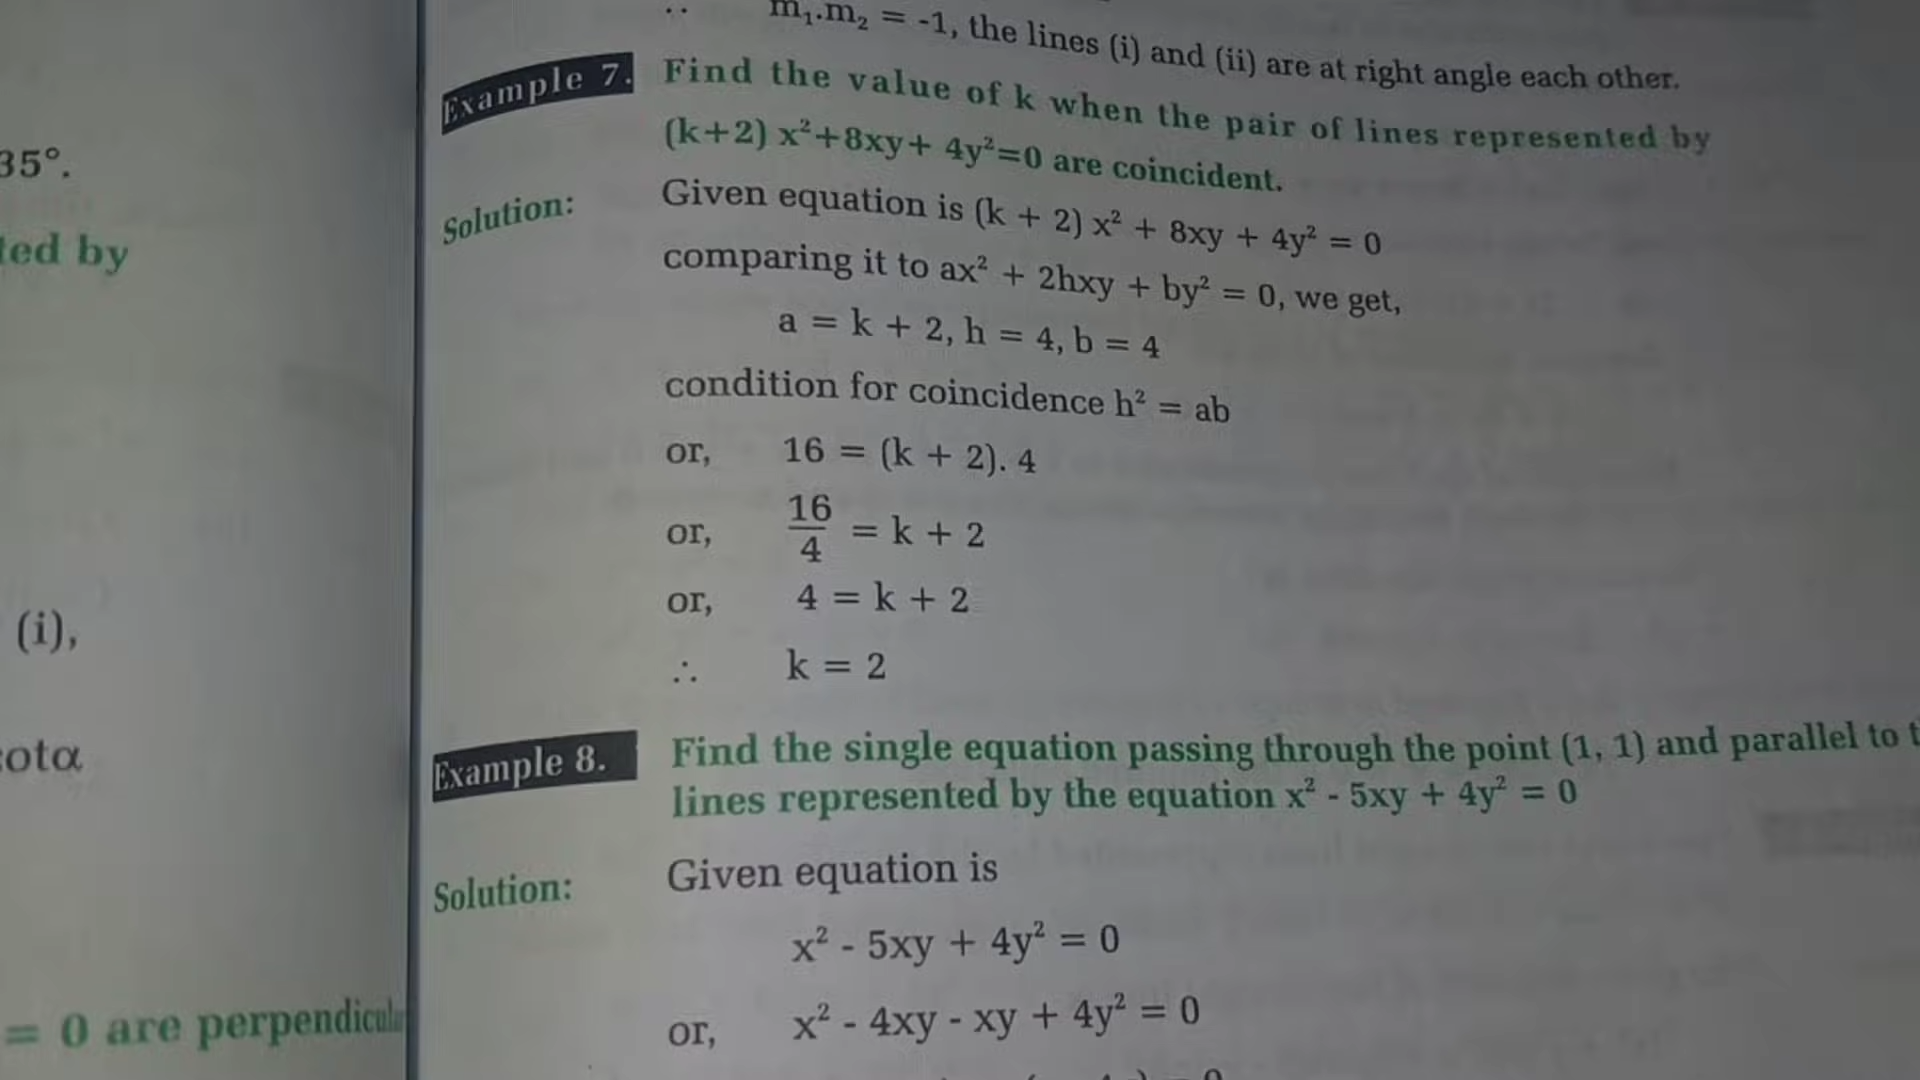 35°.
ted by
(i),
otα
= 0 are perpendicular
∴ m₁.m₂ = -1, the lines (i) and (ii) are at right angle each other.
Example 7. Find the value of k when the pair of lines represented by
(k+2) x²+8xy+ 4y²=0 are coincident.
Solution: Given equation is (k + 2) x² + 8xy + 4y² = 0
comparing it to ax² + 2hxy + by² = 0, we get,
a = k + 2, h = 4, b = 4
condition for coincidence h² = ab
or, 16 = (k + 2). 4
or, 16/4 = k + 2
or, 4 = k + 2
∴ k = 2
Example 8. Find the single equation passing through the point (1, 1) and parallel to t
lines represented by the equation x² - 5xy + 4y² = 0
Solution: Given equation is
x² - 5xy + 4y² = 0
or, x² - 4xy - xy + 4y² = 0